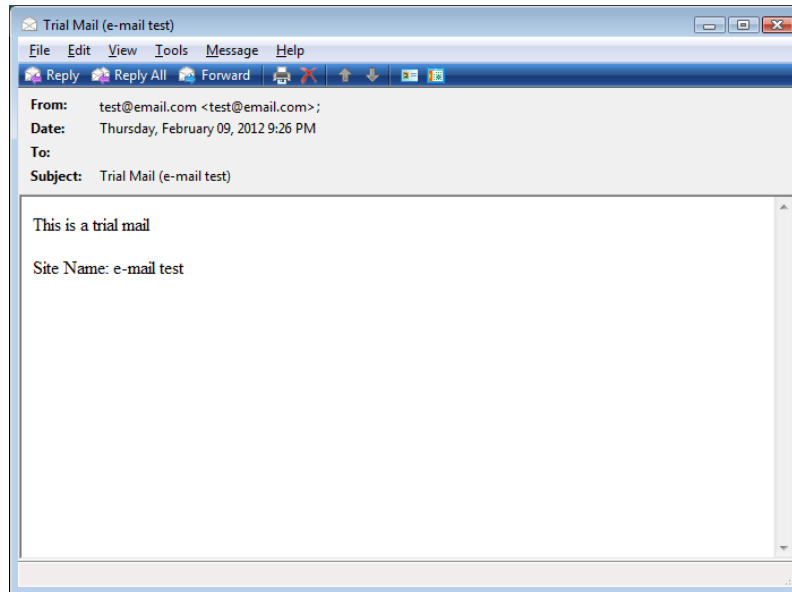 Trial Mail (e-mail test)
File Edit View Tools Message Help
Reply Reply All Forward
From: test@email.com <test@email.com>;
Date: Thursday, February 09, 2012 9:26 PM
To:
Subject: Trial Mail (e-mail test)
This is a trial mail
Site Name: e-mail test